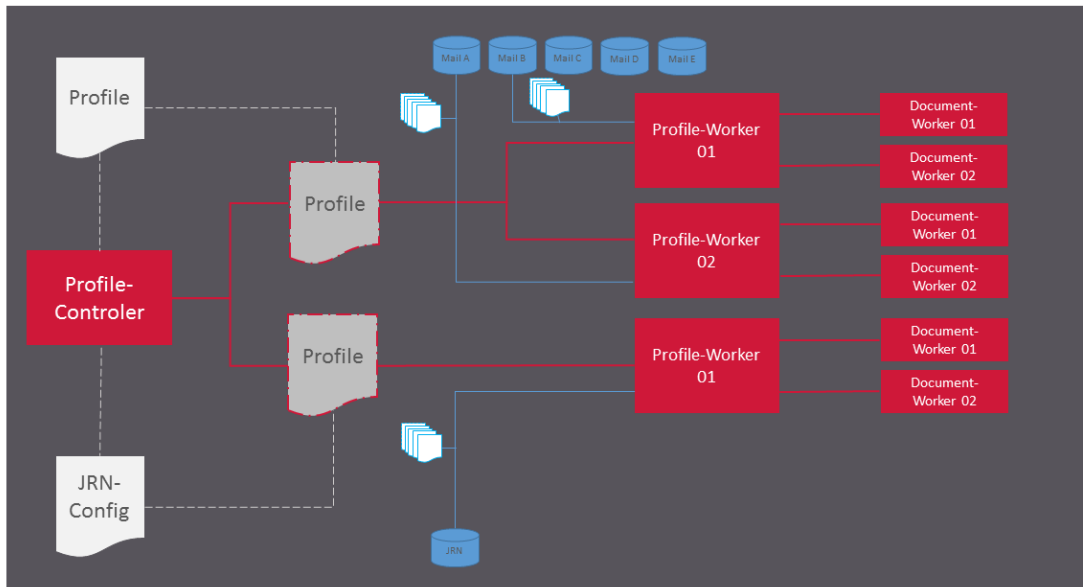 Mail A
Mail B
Mail C
Mail D
Mail E
Profile
Profile
Profile-
Controler
Profile
JRN-
Config
JRN
Profile-Worker
01
Document-
Worker 01
Document-
Worker 02
Profile-Worker
02
Document-
Worker 01
Document-
Worker 02
Profile-Worker
01
Document-
Worker 01
Document-
Worker 02